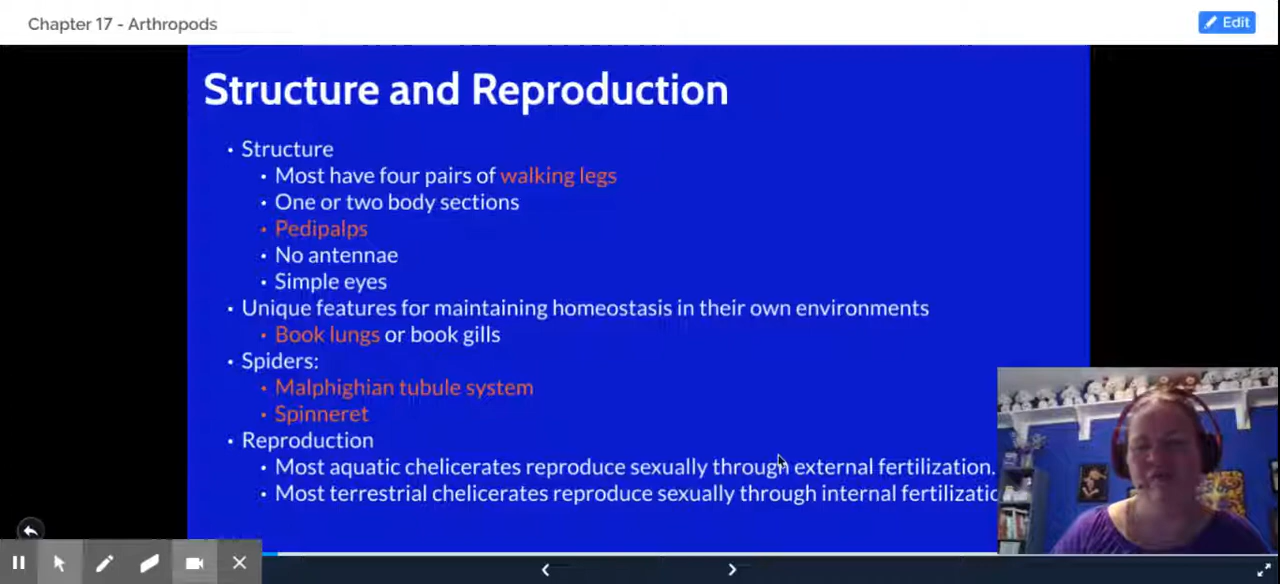 Chapter 17 - Arthropods
Edit
Structure and Reproduction
• Structure
• Most have four pairs of walking legs
• One or two body sections
• Pedipalps
• No antennae
• Simple eyes
• Unique features for maintaining homeostasis in their own environments
• Book lungs or book gills
• Spiders:
• Malphighian tubule system
• Spinneret
• Reproduction
• Most aquatic chelicerates reproduce sexually through external fertilization.
• Most terrestrial chelicerates reproduce sexually through internal